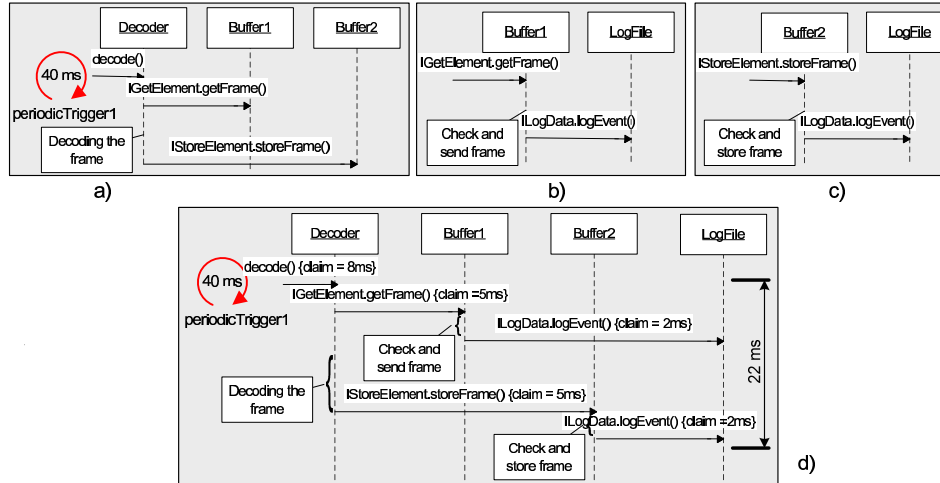 Decoder
Buffer1
Buffer2
decode()
40 ms
IGetElement.getFrame()
periodicTrigger1
Decoding the
frame
IStoreElement.storeFrame()
a)
Buffer1
LogFile
IGetElement.getFrame()
ILogData.logEvent()
Check and
send frame
b)
Buffer2
LogFile
IStoreElement.storeFrame()
ILogData.logEvent()
Check and
store frame
c)
Decoder
Buffer1
Buffer2
LogFile
decode() {claim = 8ms}
40 ms
IGetElement.getFrame() {claim =5ms}
periodicTrigger1
ILogData.logEvent() {claim = 2ms}
Check and
send frame
22 ms
Decoding the
frame
IStoreElement.storeFrame() {claim = 5ms}
ILogData.logEvent() {claim =2ms}
Check and
store frame
d)